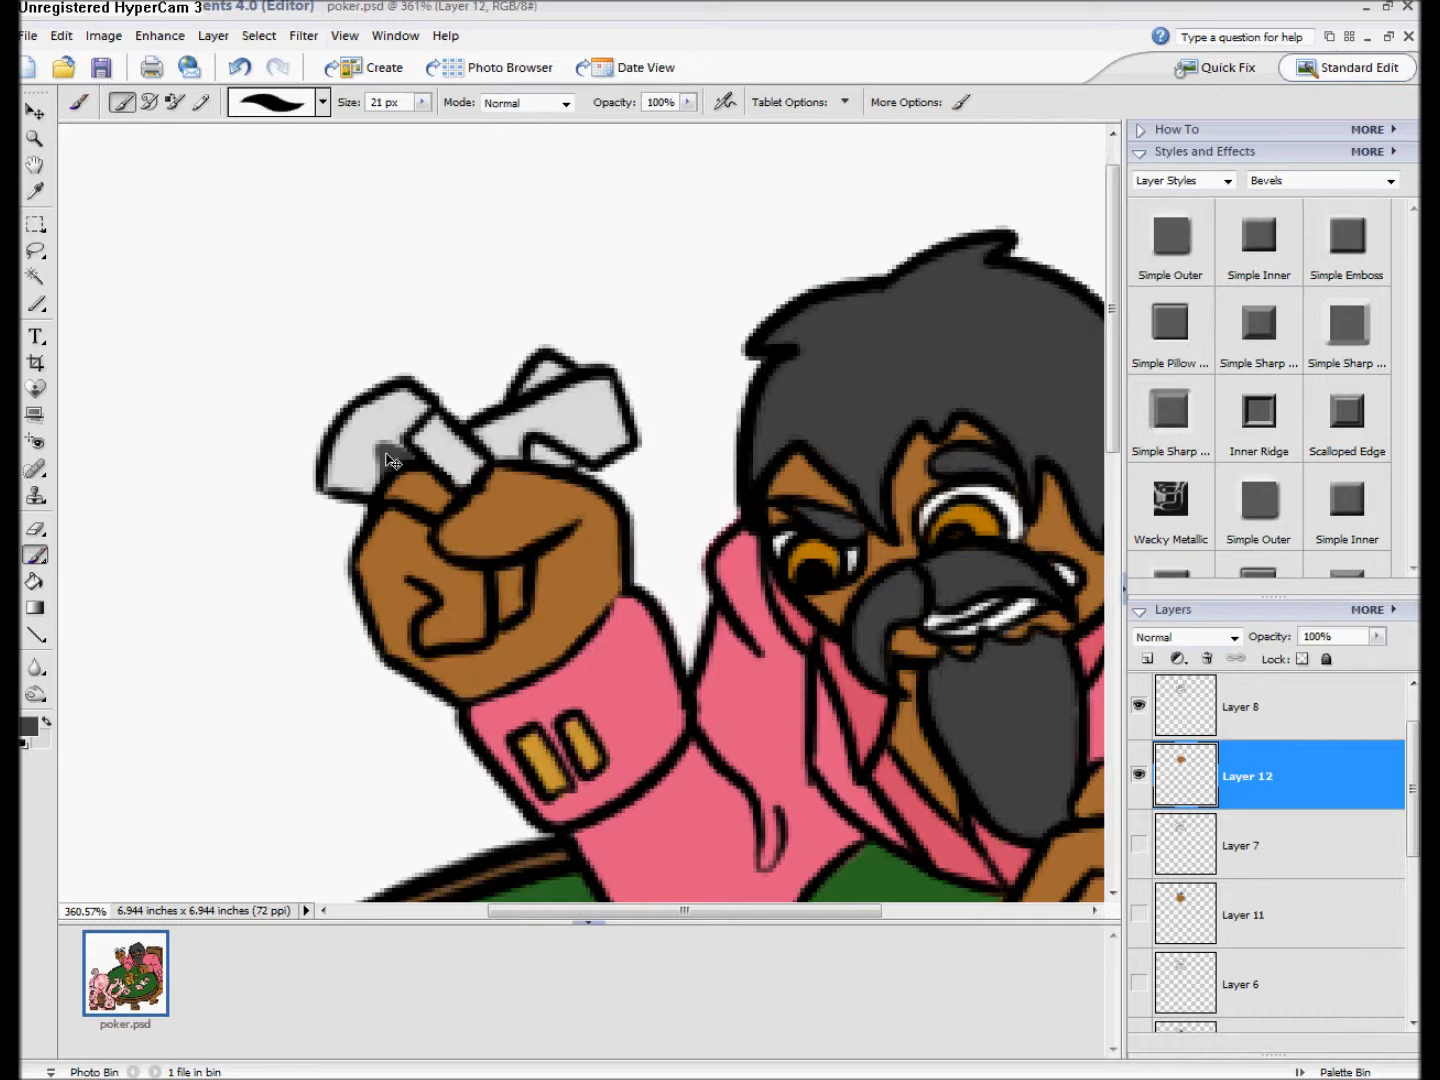 Unregistered HyperCam 3
ents 4.0 (Editor) poker.psd @ 361% (Layer 12, RGB/8#)
File Edit Image Enhance Layer Select Filter View Window Help Type a question for help
Create Photo Browser Date View Quick Fix Standard Edit
Size: 21 px Mode: Normal Opacity: 100% Tablet Options: More Options:
How To MORE
Styles and Effects MORE
Layer Styles Bevels
Simple Outer Simple Inner Simple Emboss
Simple Pillow ... Simple Sharp ... Simple Sharp ...
Simple Sharp ... Inner Ridge Scalloped Edge
Wacky Metallic Simple Outer Simple Inner
Layers MORE
Normal Opacity: 100%
Lock:
Layer 8
Layer 12
Layer 7
Layer 11
Layer 6
360.57% 6.944 inches x 6.944 inches (72 ppi)
poker.psd
Photo Bin 1 file in bin Palette Bin